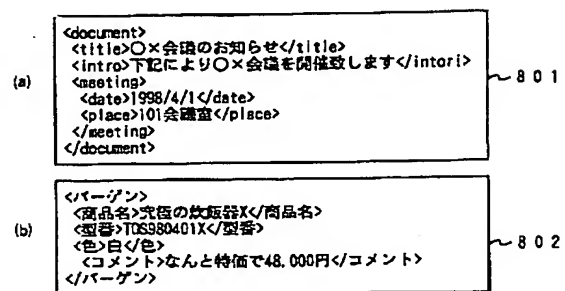 (a)
<document>
<title>○×会議のお知らせ</title>
<intro>下記により○×会議を開催致します</intori>
<meeting>
<date>1998/4/1</date>
<place>101会議室</place>
</meeting>
</document>
801
(b)
<バーゲン>
<商品名>究極の炊飯器X</商品名>
<型番>TOS980401X</型番>
<色>白</色>
<コメント>なんと特価で48,000円</コメント>
</バーゲン>
802